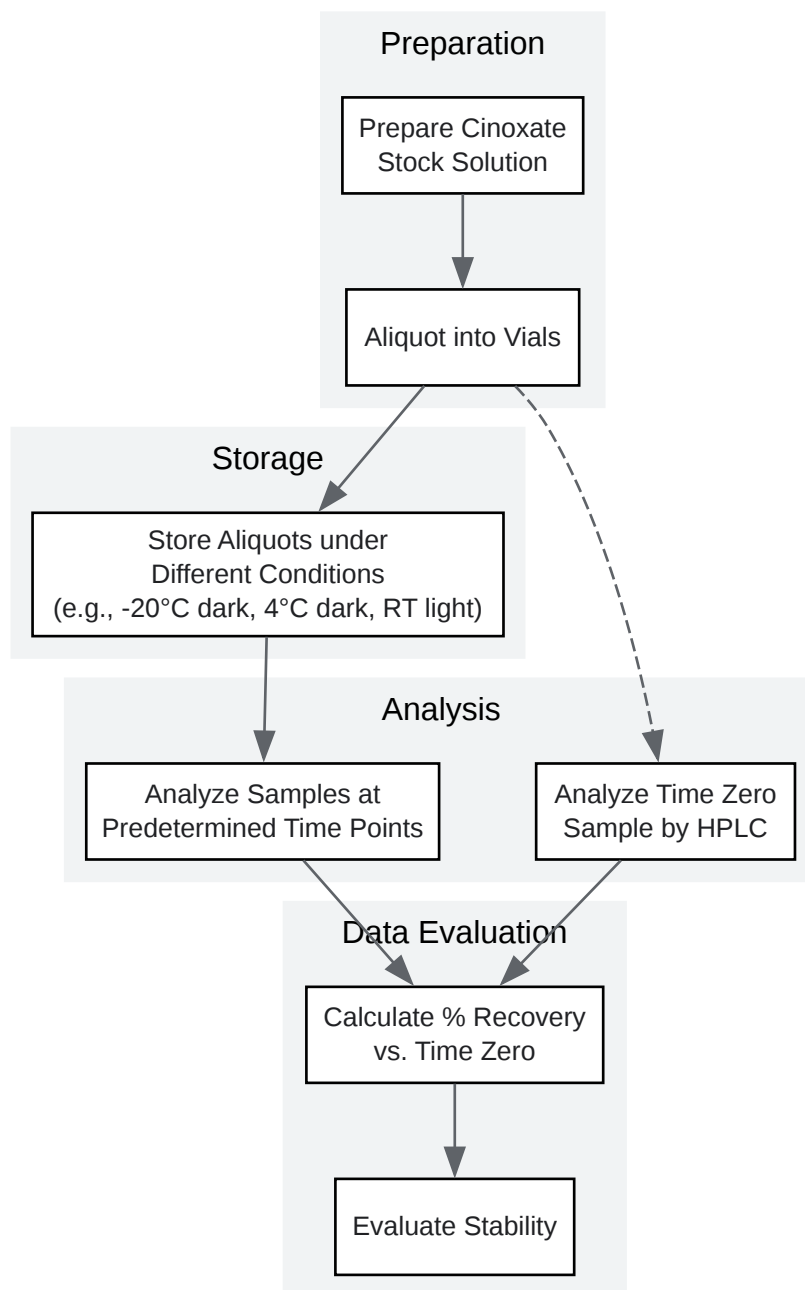 Preparation
Prepare Cinoxate
Stock Solution
Aliquot into Vials
Storage
Store Aliquots under
Different Conditions
(e.g., -20°C dark, 4°C dark, RT light)
Analysis
Analyze Samples at
Predetermined Time Points
Analyze Time Zero
Sample by HPLC
Data Evaluation
Calculate % Recovery
vs. Time Zero
Evaluate Stability